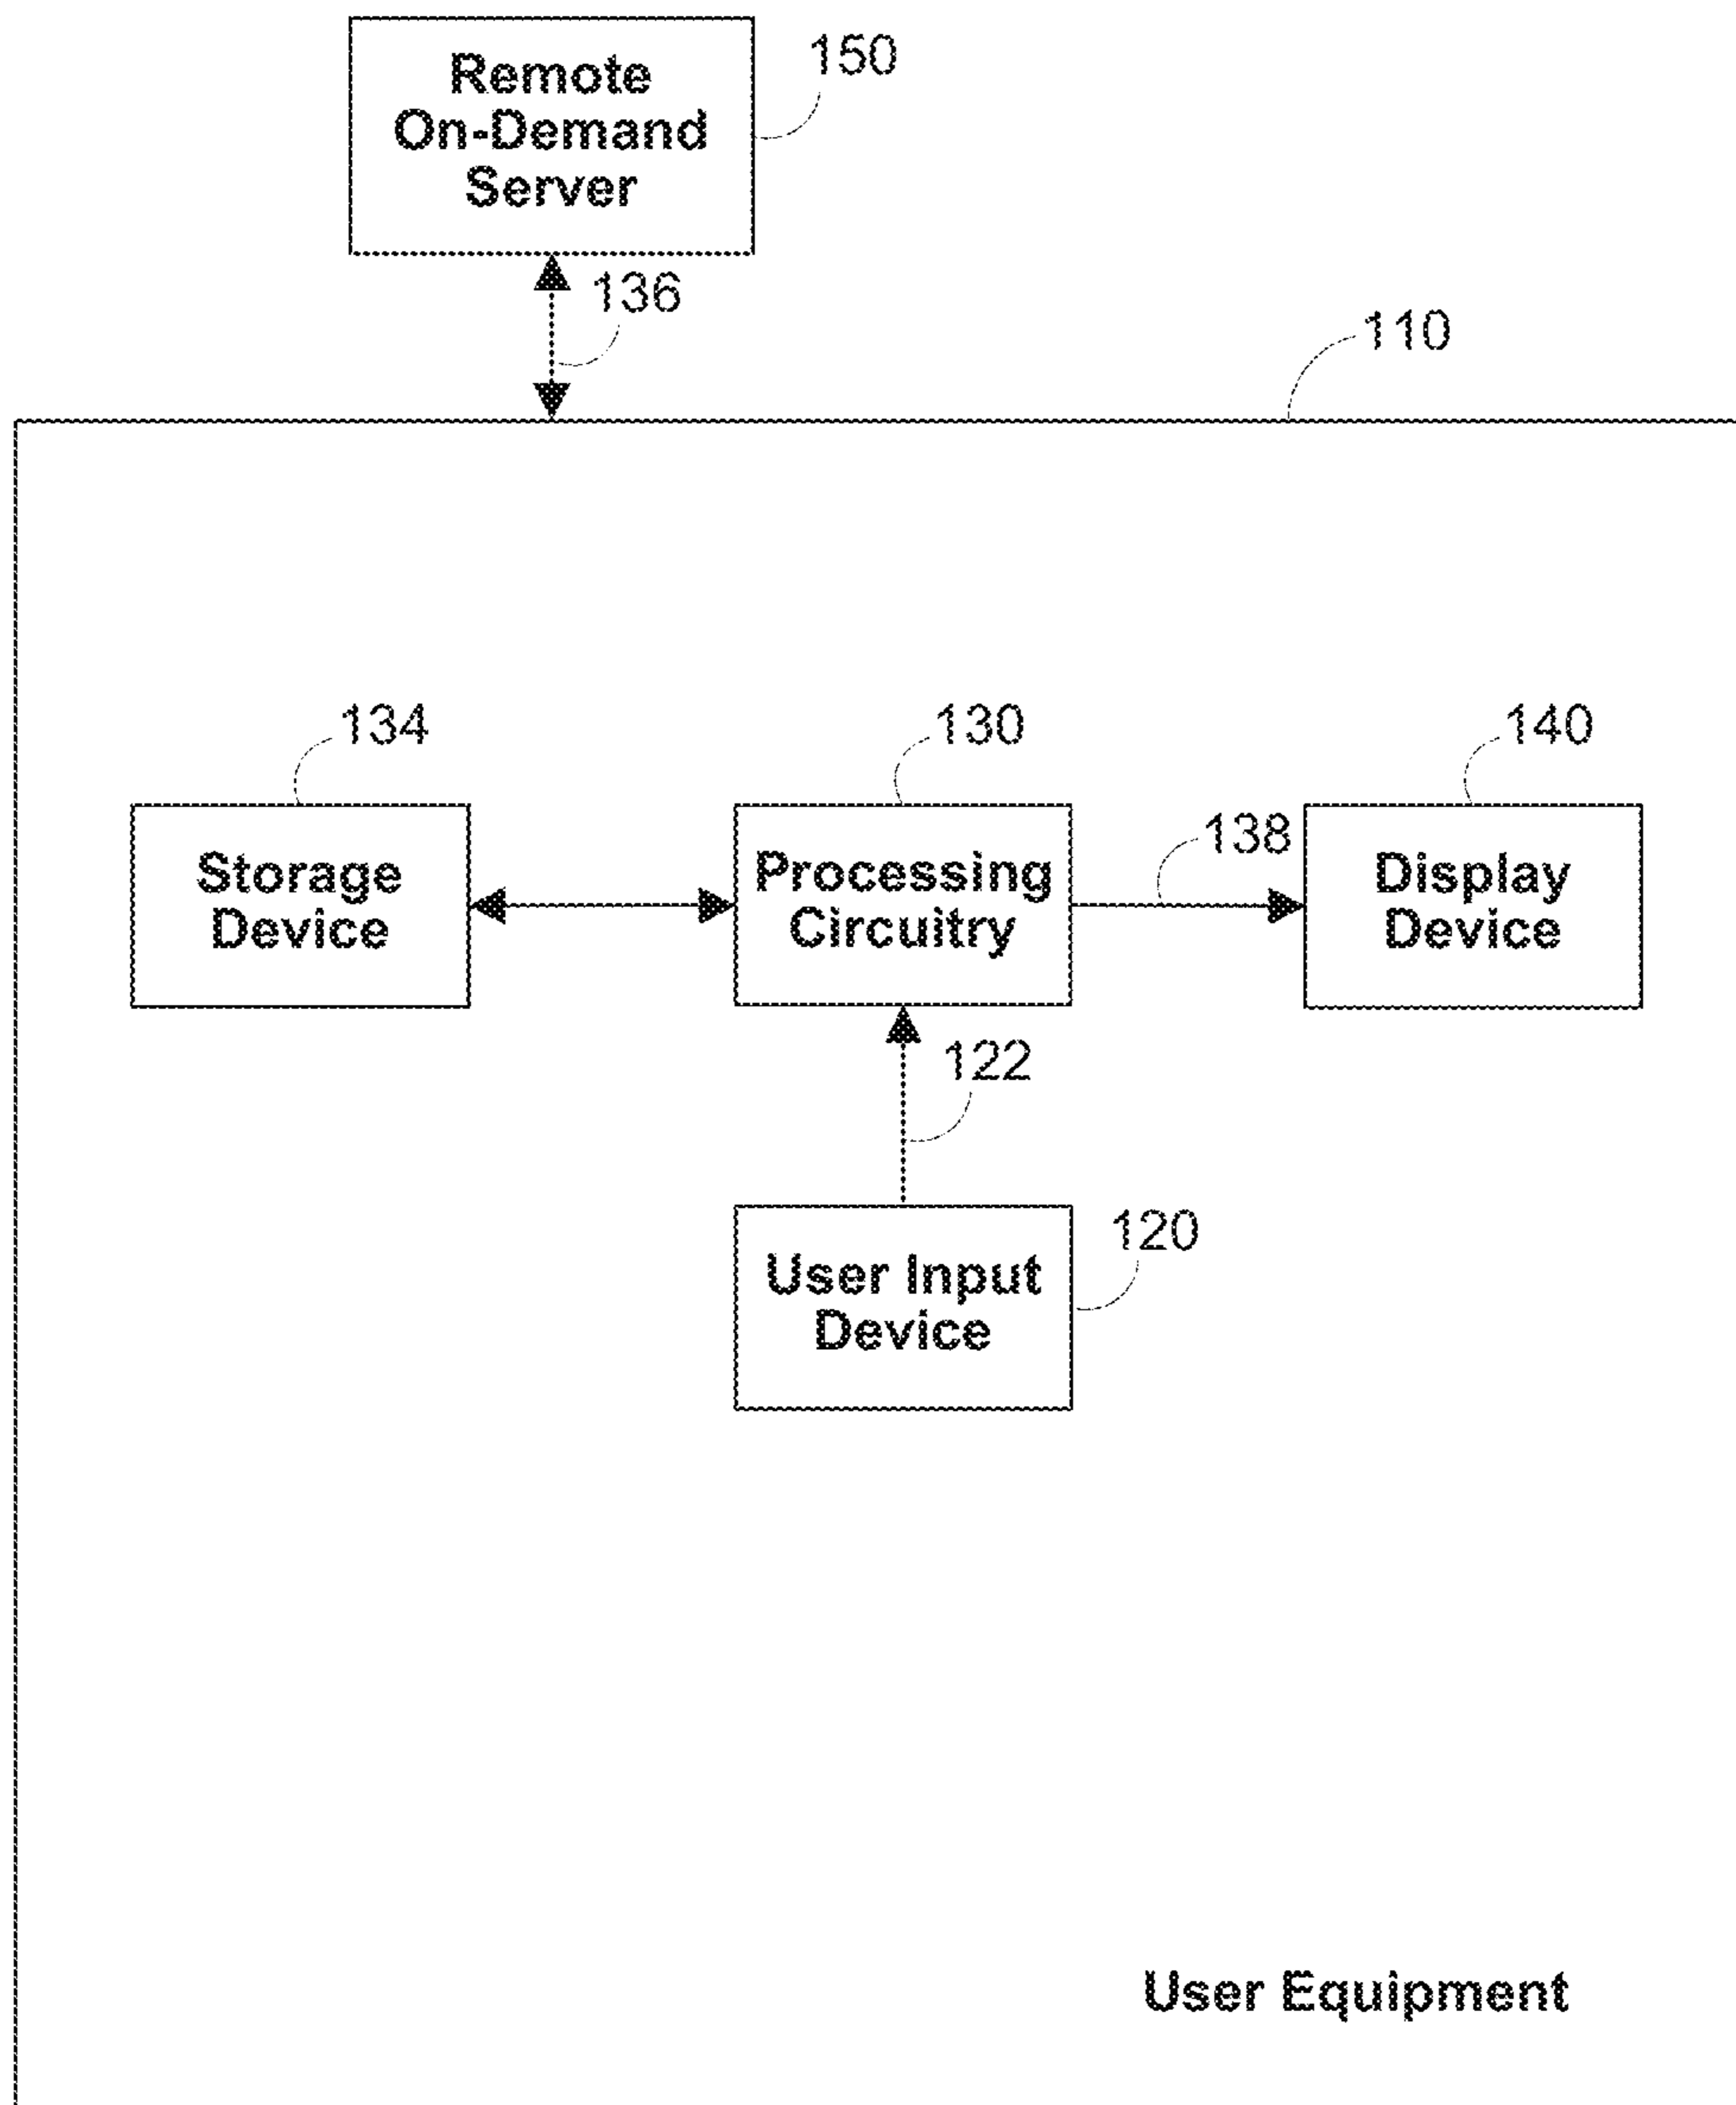 Remote
On-Demand
Server
150
136
110
134
130
140
Storage
Device
Processing
Circuitry
138
Display
Device
122
User Input
Device
120
User Equipment